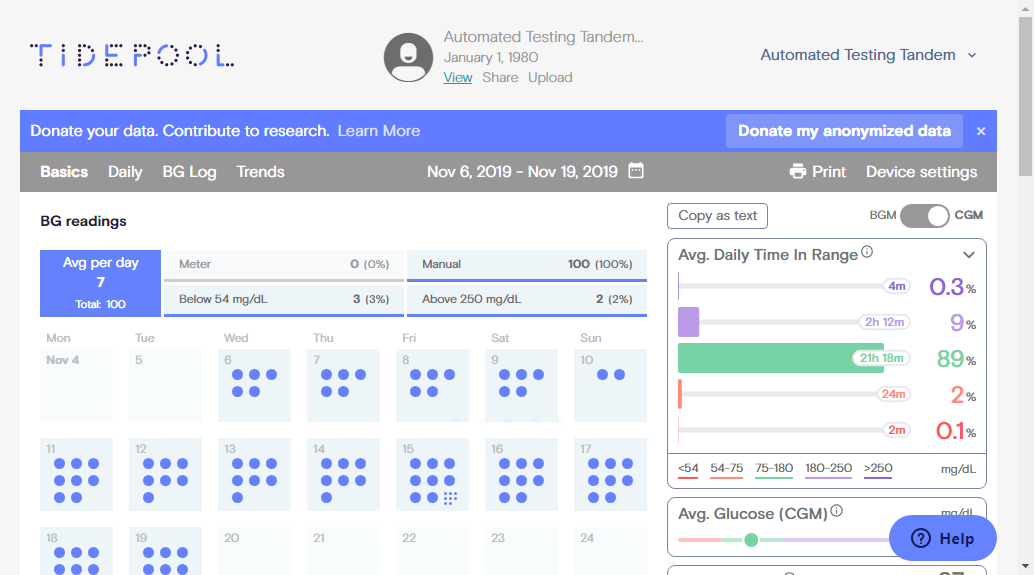 TIDEPOOL
Automated Testing Tandem...
January 1, 1980
View Share Upload
Automated Testing Tandem
Donate your data. Contribute to research. Learn More
Donate my anonymized data ×
Basics Daily BG Log Trends
Nov 6, 2019 - Nov 19, 2019
Print Device settings
BG readings
Avg per day
7
Total: 100
Meter 0 (0%)
Manual 100 (100%)
Below 54 mg/dL 3 (3%)
Above 250 mg/dL 2 (2%)
Mon Tue Wed Thu Fri Sat Sun
Nov 4 5 6 7 8 9 10
11 12 13 14 15 16 17
18 19 20 21 22 23 24
Copy as text
BGM CGM
Avg. Daily Time In Range
4m 0.3%
2h 12m 9%
21h 18m 89%
24m 2%
2m 0.1%
<54 54-75 75-180 180-250 >250 mg/dL
Avg. Glucose (CGM)
Help